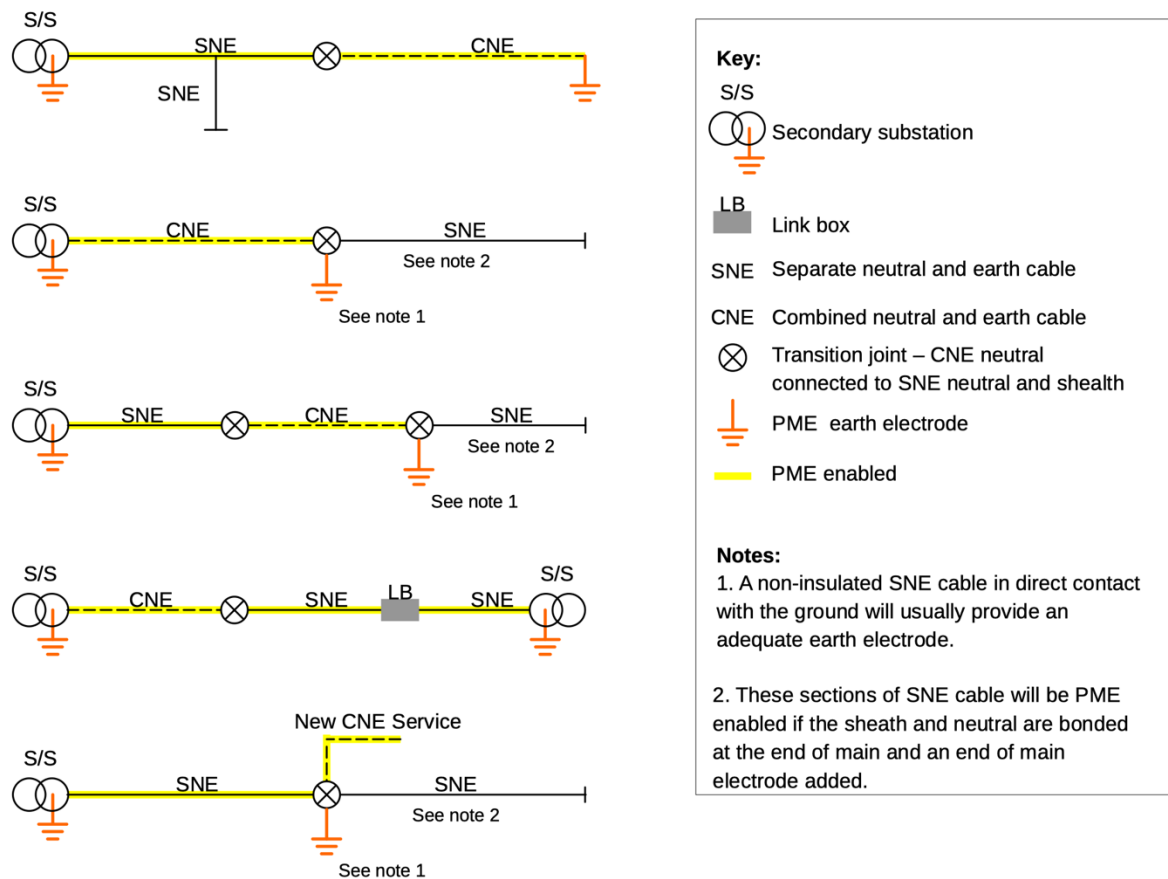 S/S
SNE
CNE
SNE
S/S
CNE
SNE
See note 2
See note 1
S/S
SNE
CNE
SNE
See note 2
See note 1
S/S
S/S
CNE
SNE
LB
SNE
New CNE Service
S/S
SNE
SNE
See note 2
See note 1
Key:
S/S
Secondary substation
LB
Link box
SNE Separate neutral and earth cable
CNE Combined neutral and earth cable
Transition joint – CNE neutral
connected to SNE neutral and shealth
PME earth electrode
PME enabled
Notes:
1. A non-insulated SNE cable in direct contact
with the ground will usually provide an
adequate earth electrode.
2. These sections of SNE cable will be PME
enabled if the sheath and neutral are bonded
at the end of main and an end of main
electrode added.